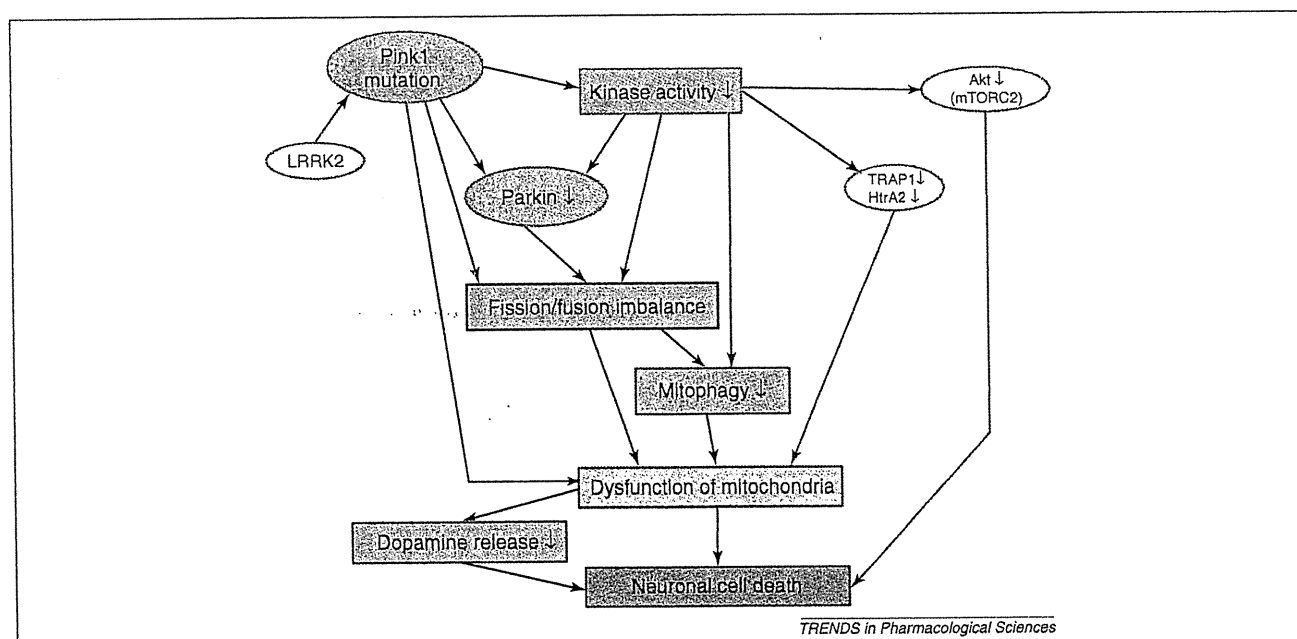 Pink1
mutation
Kinase activity ↓
Akt ↓
(mTORC2)
LRRK2
Parkin ↓
TRAP1↓
HtrA2 ↓
Fission/fusion imbalance
Mitophagy ↓
Dysfunction of mitochondria
Dopamine release ↓
Neuronal cell death
TRENDS in Pharmacological Sciences